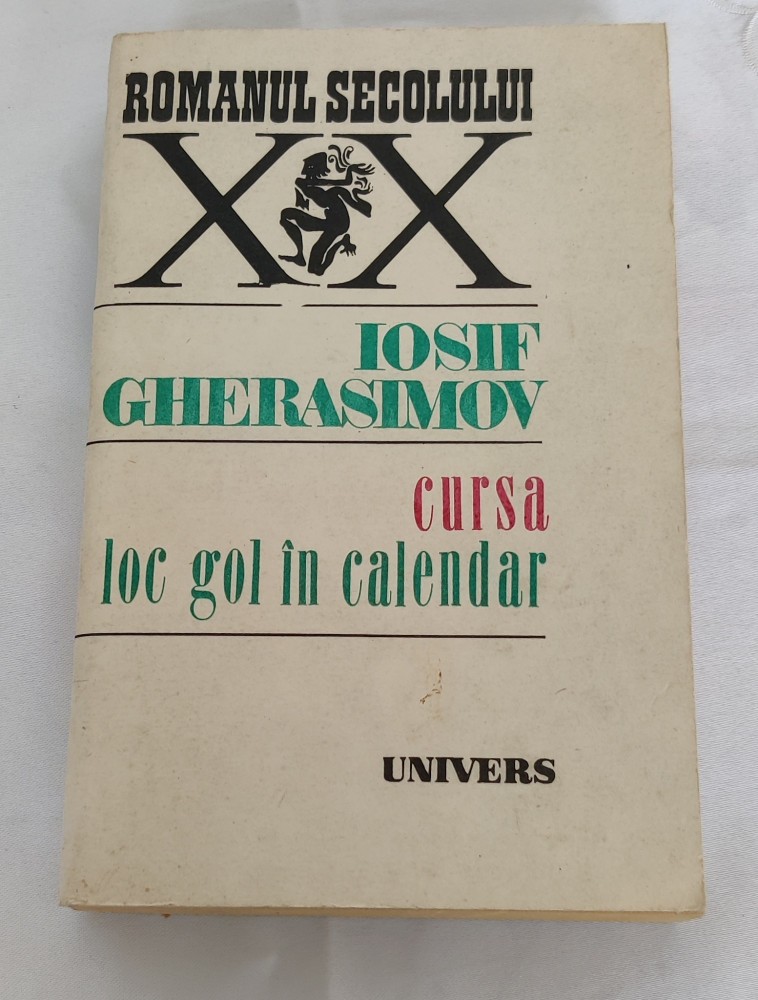 ROMANUL SECOLULUI
XX
IOSIF
GHERASIMOV
cursa
loc gol în calendar
UNIVERS